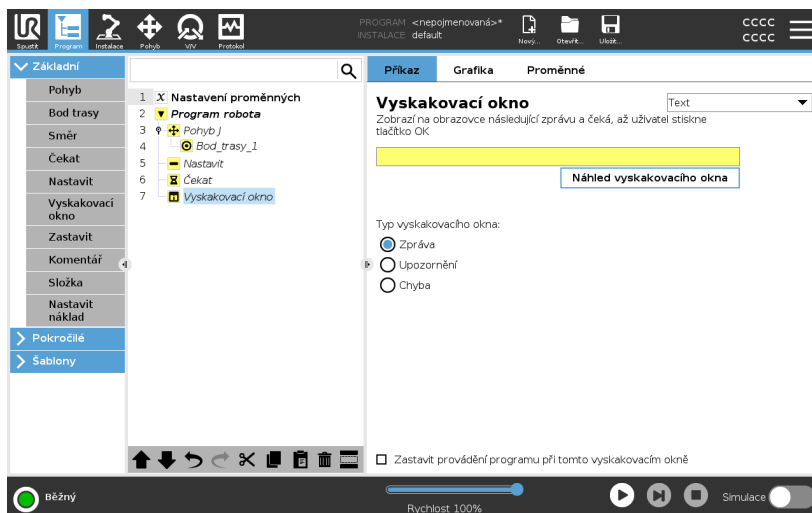 UR
PROGRAM <nepojmenovaná>*
INSTALACE default
CCCC
CCCC
Spustit
Program
Instalace
Pohyb
V/V
Protokol
Nový...
Otevřít...
Uložit...
Základní
Pohyb
Bod trasy
Směr
Čekat
Nastavit
Vyskakovací
okno
Zastavit
Komentář
Složka
Nastavit
náklad
Pokročilé
Šablony
1 X Nastavení proměnných
2 Program robota
3 Pohyb J
4 Bod_trasy_1
5 Nastavit
6 Čekat
7 Vyskakovací okno
Příkaz Grafika Proměnné
Vyskakovací okno
Text
Zobrazí na obrazovce následující zprávu a čeká, až uživatel stiskne
tlačítko OK
Náhled vyskakovacího okna
Typ vyskakovacího okna:
Zpráva
Upozornění
Chyba
Zastavit provádění programu při tomto vyskakovacím okně
Běžný
Rychlost 100%
Simulace